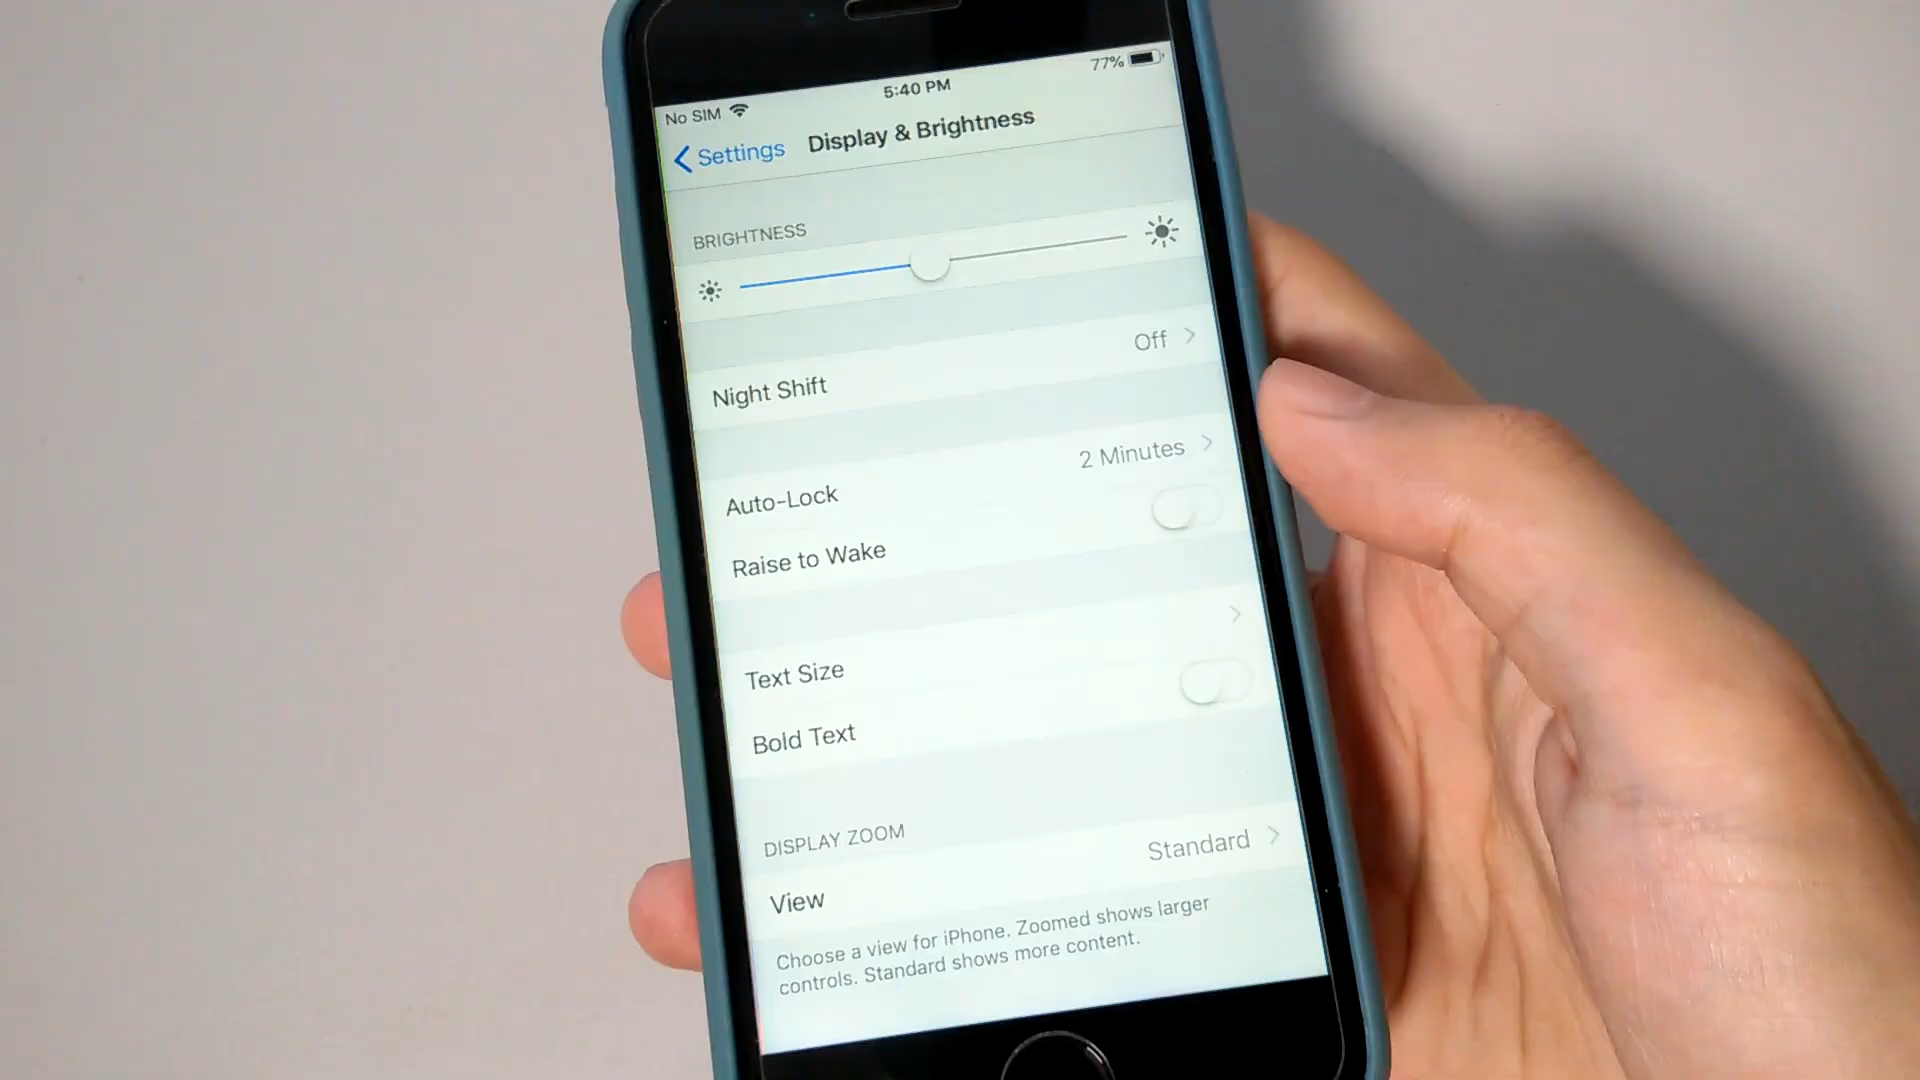 No SIM 5:40 PM 77%
Settings Display & Brightness
BRIGHTNESS
Night Shift Off
Auto-Lock 2 Minutes
Raise to Wake
Text Size
Bold Text
DISPLAY ZOOM
View Standard
Choose a view for iPhone. Zoomed shows larger
controls. Standard shows more content.